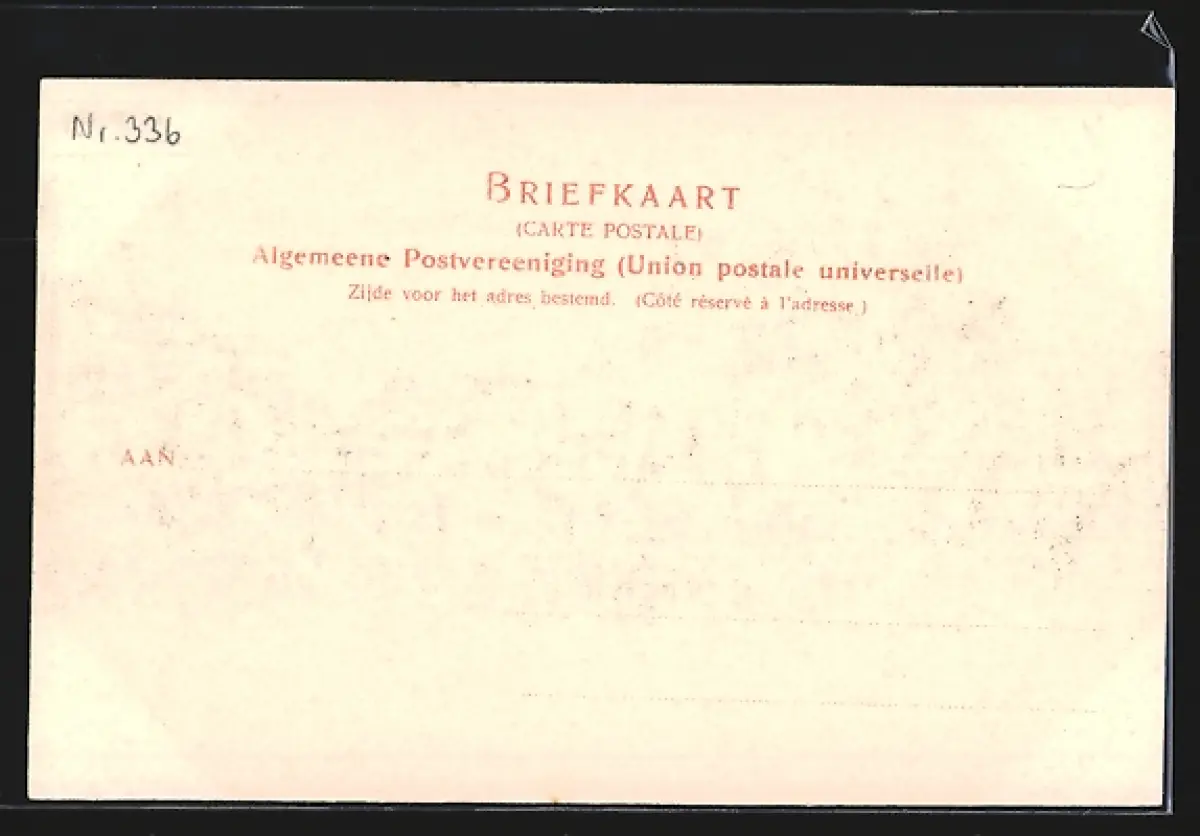 Nr. 336
BRIEFKAART
(CARTE POSTALE)
Algemeene Postvereeniging (Union postale universelle)
Zijde voor het adres bestemd. (Côté réservé à l'adresse.)
AAN